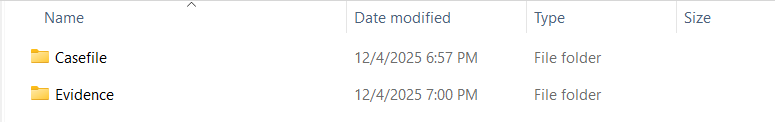 Name Date modified Type Size
Casefile 12/4/2025 6:57 PM File folder
Evidence 12/4/2025 7:00 PM File folder